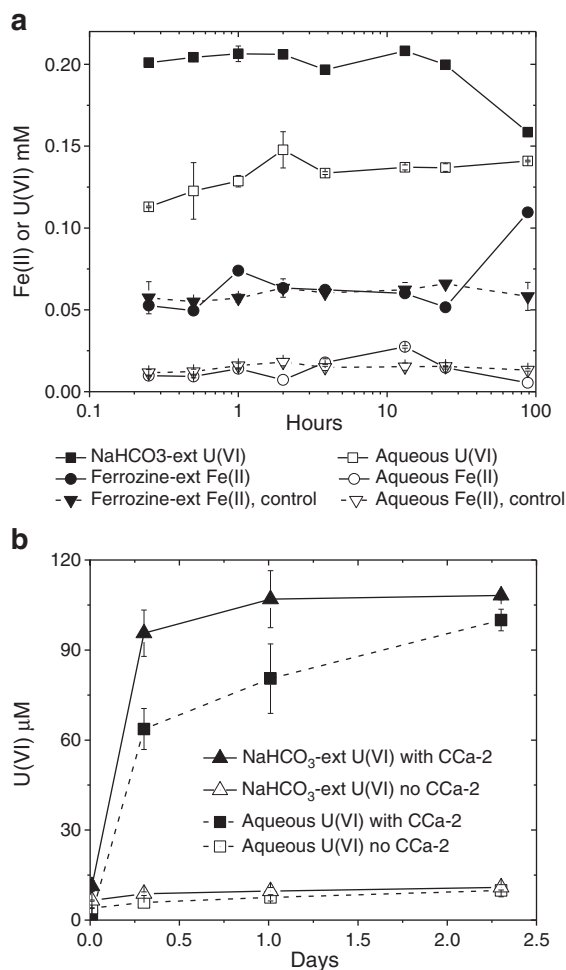 a
Fe(II) or U(VI) mM
0.20
0.15
0.10
0.05
0.00
0.1 1 10 100
Hours
NaHCO3-ext U(VI) Aqueous U(VI)
Ferrozine-ext Fe(II) Aqueous Fe(II)
Ferrozine-ext Fe(II), control Aqueous Fe(II), control
b
U(VI) μM
120
90
60
30
0
NaHCO₃-ext U(VI) with CCa-2
NaHCO₃-ext U(VI) no CCa-2
Aqueous U(VI) with CCa-2
Aqueous U(VI) no CCa-2
0.0 0.5 1.0 1.5 2.0 2.5
Days